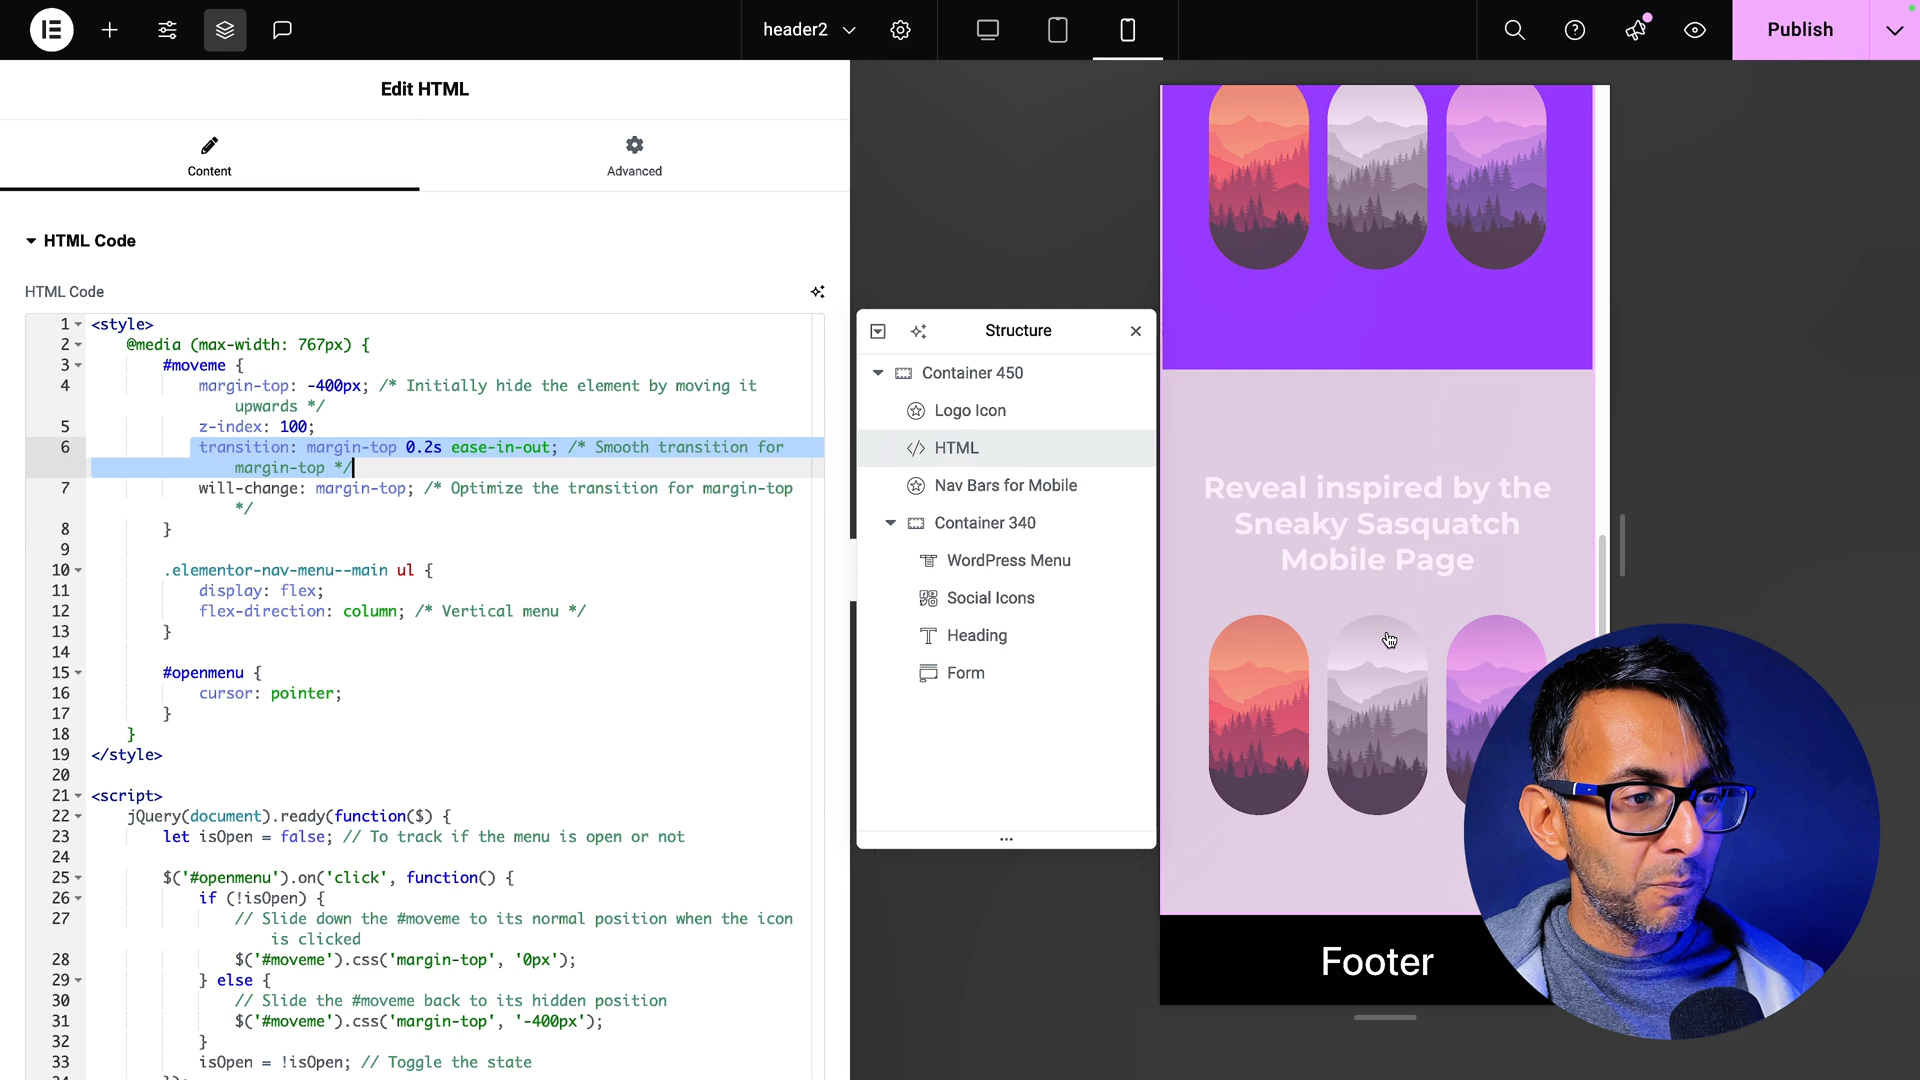 header2
Publish
Edit HTML
Content
Advanced
HTML Code
HTML Code
1 <style>
2 @media (max-width: 767px) {
3 #moveme {
4 margin-top: -400px; /* Initially hide the element by moving it
upwards */
5 z-index: 100;
6 transition: margin-top 0.2s ease-in-out; /* Smooth transition for
margin-top */
7 will-change: margin-top; /* Optimize the transition for margin-top
*/
8 }
9
10 .elementor-nav-menu--main ul {
11 display: flex;
12 flex-direction: column; /* Vertical menu */
13 }
14
15 #openmenu {
16 cursor: pointer;
17 }
18 }
19 </style>
20
21 <script>
22 jQuery(document).ready(function($) {
23 let isOpen = false; // To track if the menu is open or not
24
25 $('#openmenu').on('click', function() {
26 if (!isOpen) {
27 // Slide down the #moveme to its normal position when the icon
is clicked
28 $('#moveme').css('margin-top', '0px');
29 } else {
30 // Slide the #moveme back to its hidden position
31 $('#moveme').css('margin-top', '-400px');
32 }
33 isOpen = !isOpen; // Toggle the state
Structure
Container 450
Logo Icon
</> HTML
Nav Bars for Mobile
Container 340
WordPress Menu
Social Icons
Heading
Form
Reveal inspired by the
Sneaky Sasquatch
Mobile Page
Footer